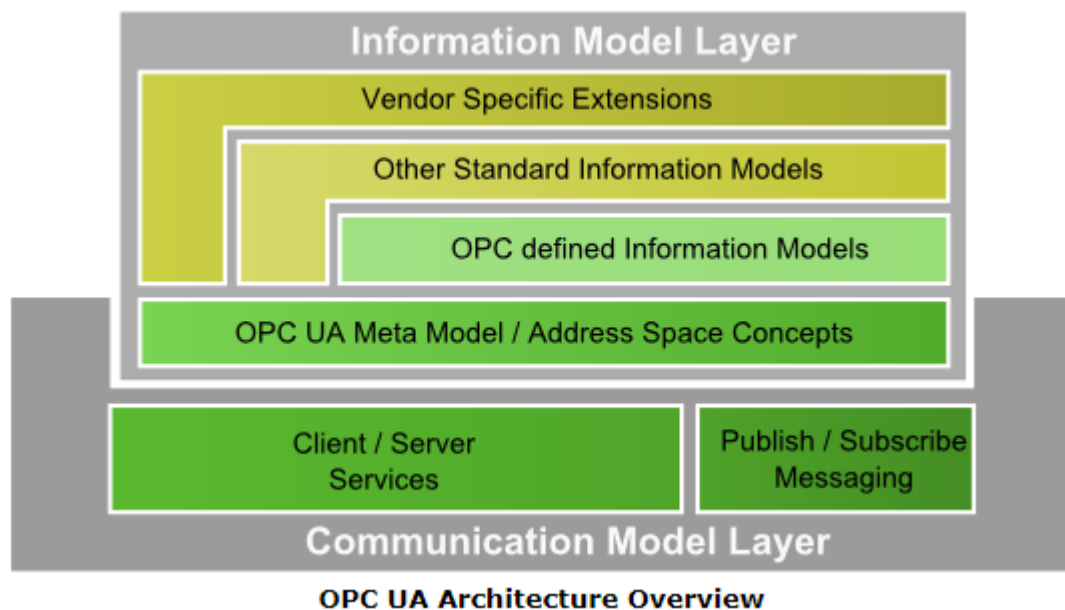 Information Model Layer
Vendor Specific Extensions
Other Standard Information Models
OPC defined Information Models
OPC UA Meta Model / Address Space Concepts
Client / Server
Services
Publish / Subscribe
Messaging
Communication Model Layer
OPC UA Architecture Overview